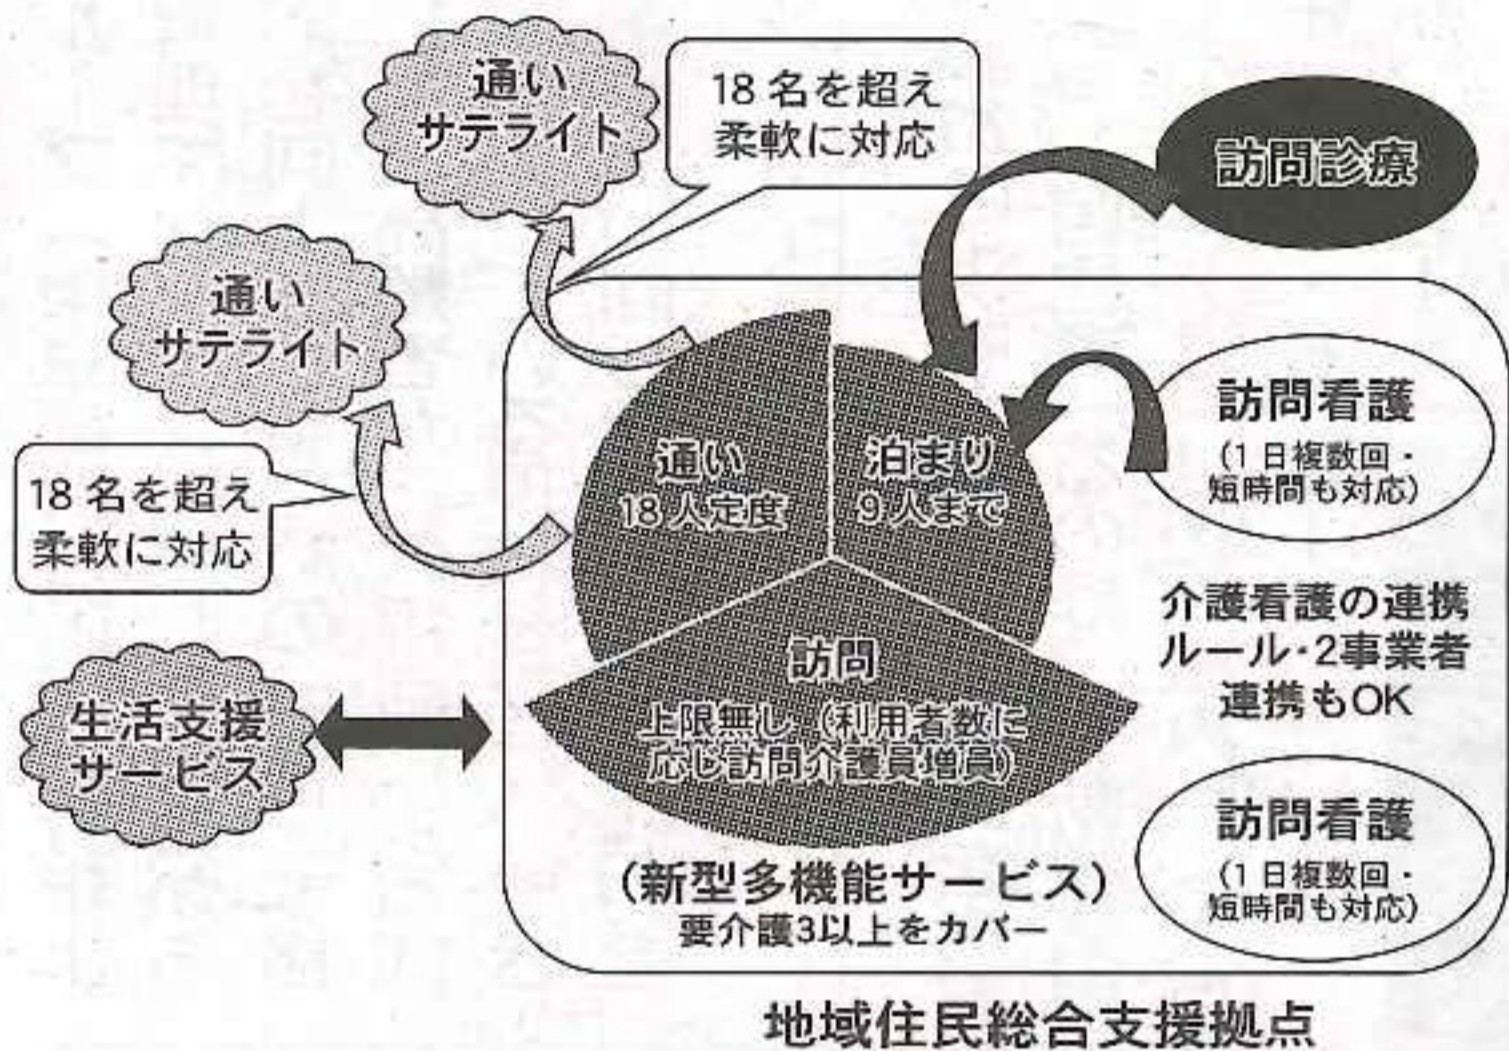 通い
サテライト
18名を超え
柔軟に対応
訪問診療
通い
サテライト
18名を超え
柔軟に対応
通い
18人定度
泊まり
9人まで
訪問看護
(1日複数回・
短時間も対応)
介護看護の連携
ルール・2事業者
連携もOK
訪問
上限無し(利用者数に
応じ訪問介護員増員)
生活支援
サービス
訪問看護
(1日複数回・
短時間も対応)
(新型多機能サービス)
要介護3以上をカバー
地域住民総合支援拠点